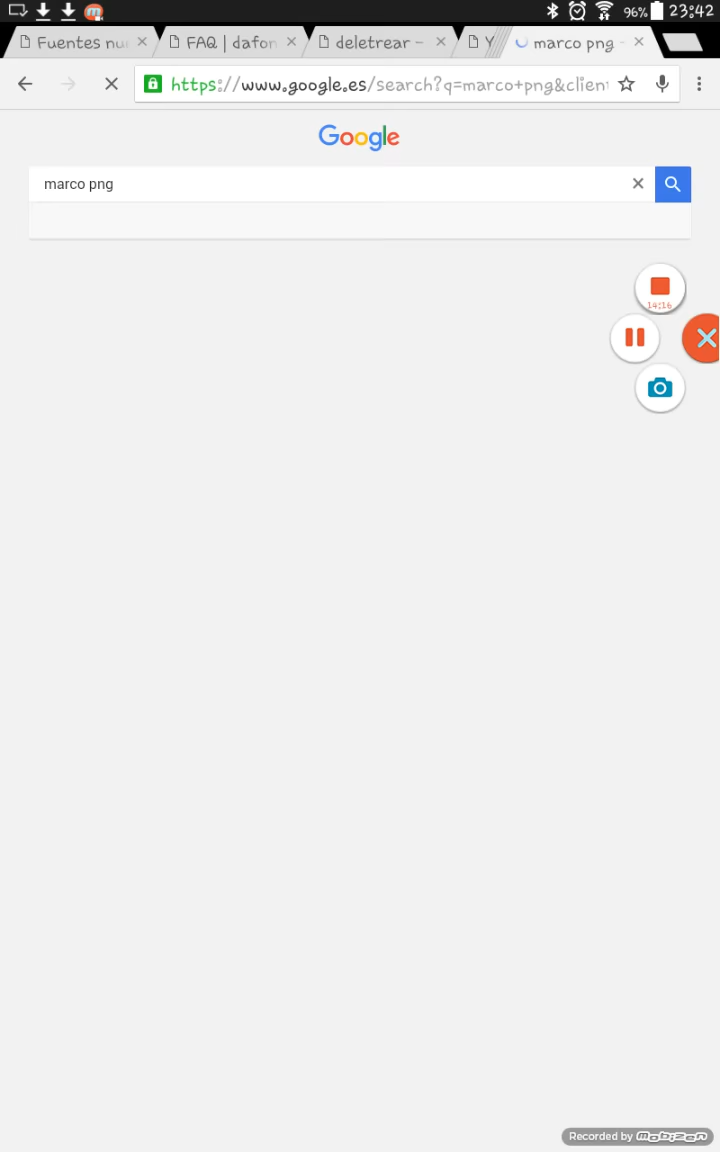 96% 23:42
Fuentes nu
FAQ | dafon
deletrear -
Y
marco png -
https://www.google.es/search?q=marco+png&client
Google
marco png
14:16
Recorded by mobizen